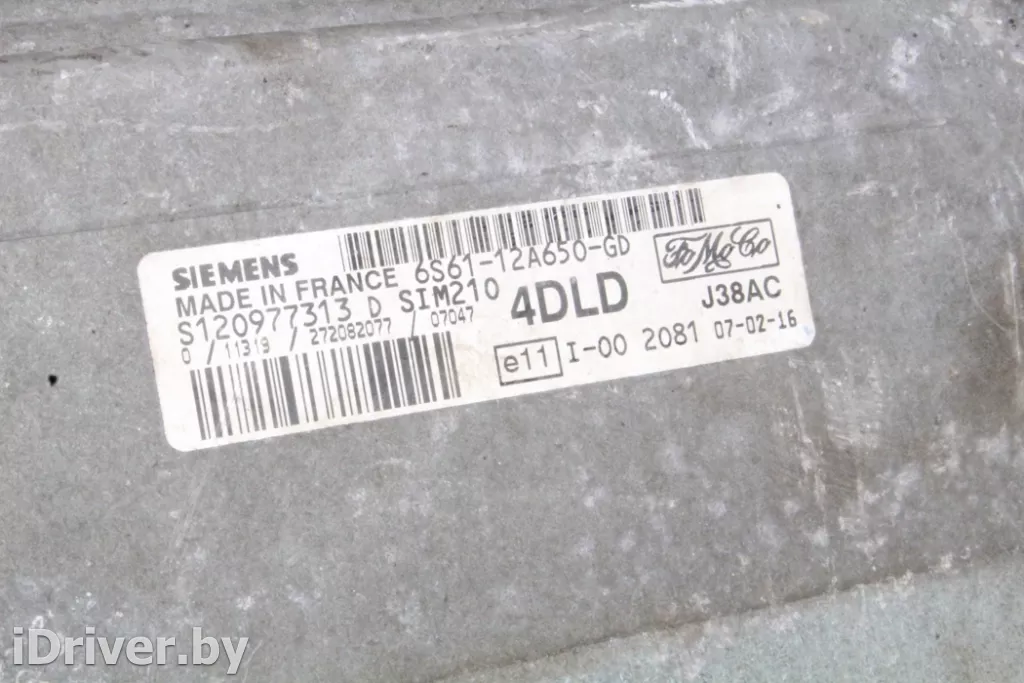 SIEMENS
MADE IN FRANCE 6S61-12A650-GD
S120977313 D SIM210
0 / 11319 / 272082077 / 07047
4DLD
FoMoCo
J38AC
e11 I-00 2081 07-02-16
iDriver.by